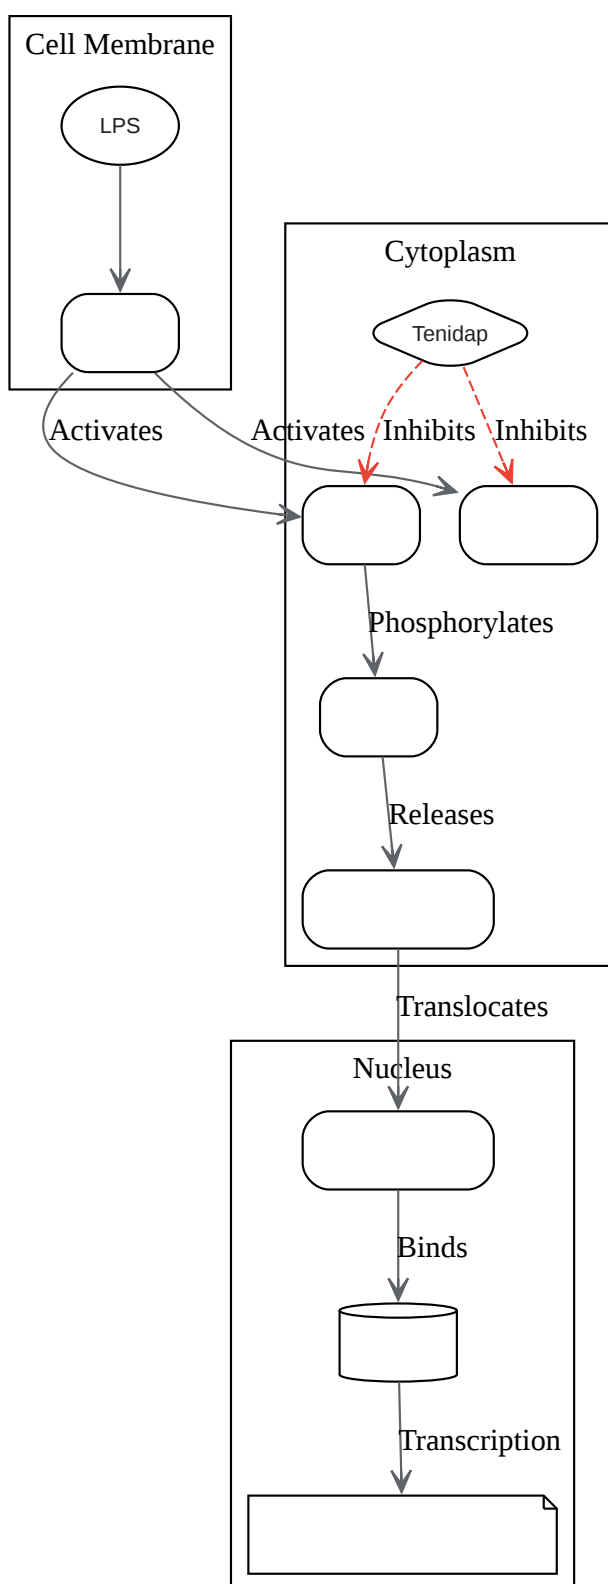 Cell Membrane
LPS
Cytoplasm
Tenidap
Activates
Activates
Inhibits
Inhibits
Phosphorylates
Releases
Translocates
Nucleus
Binds
Transcription